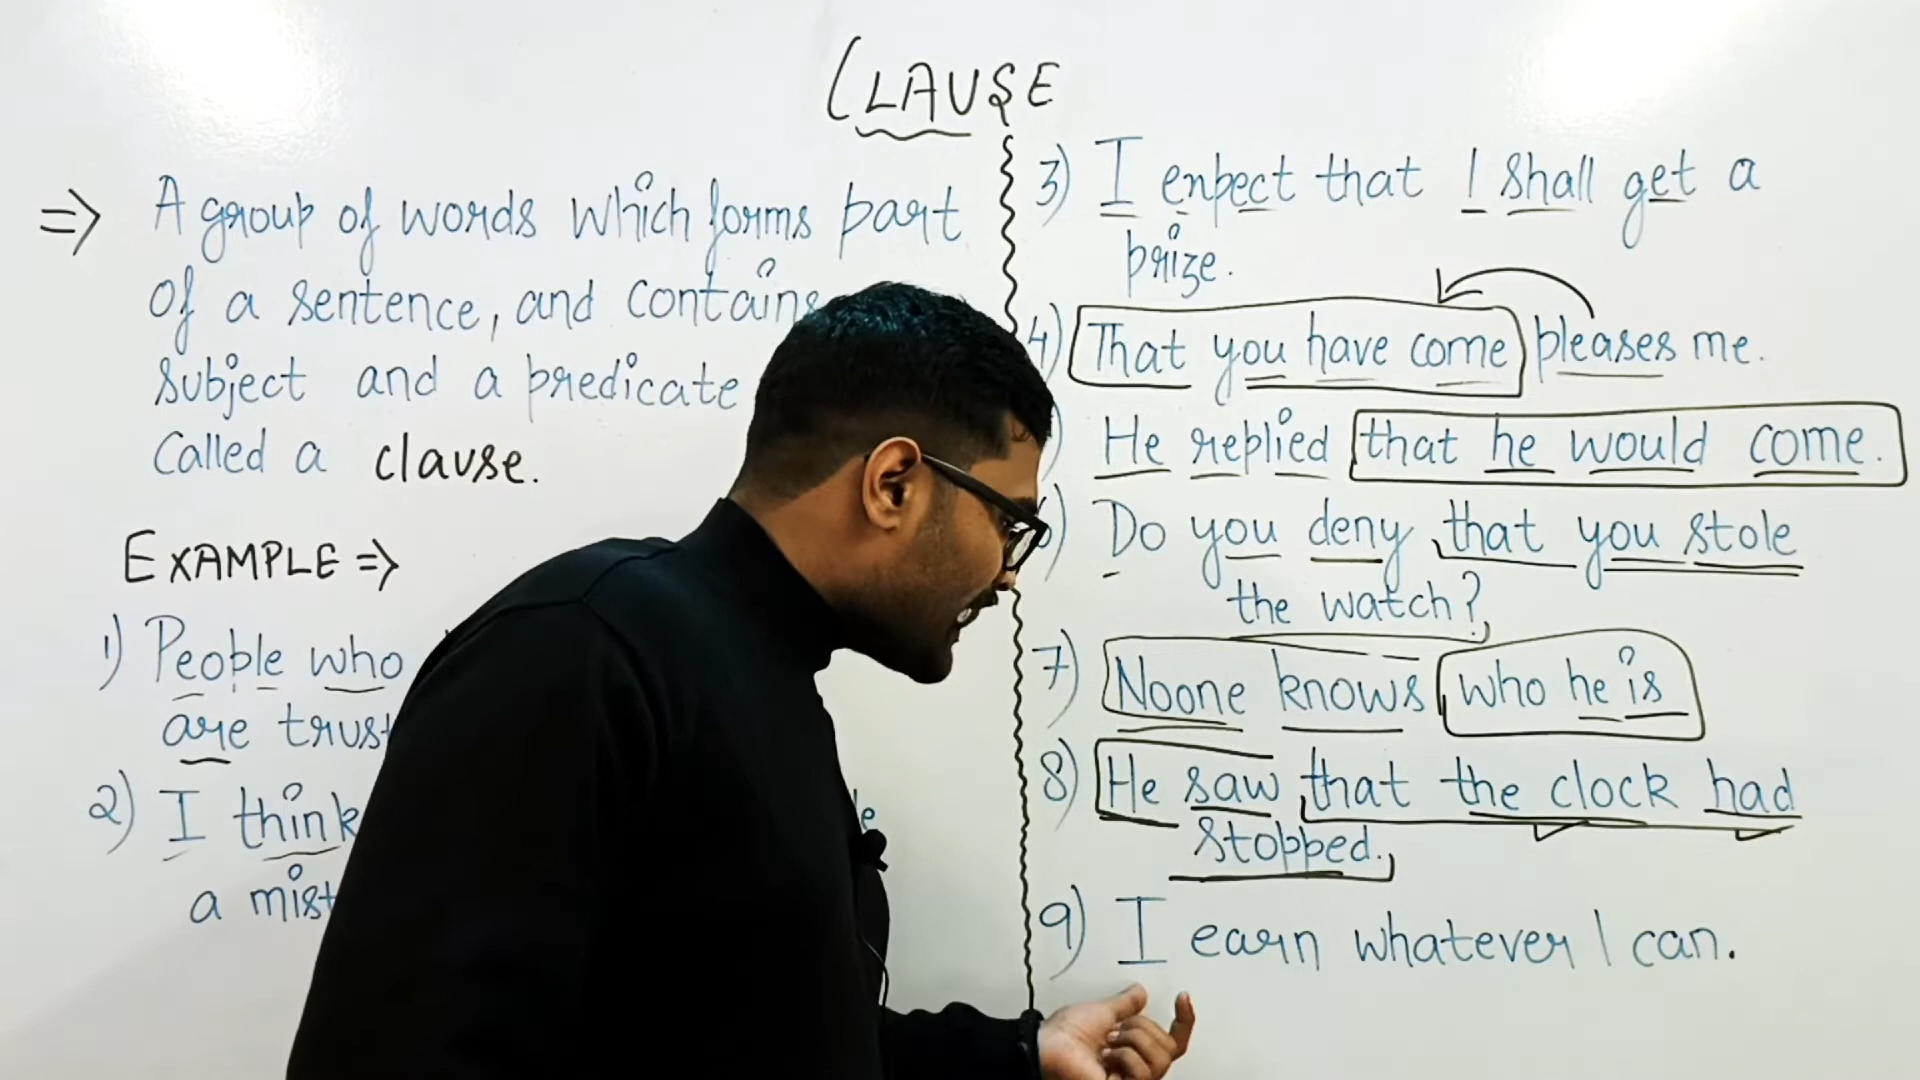 CLAUSE
=> A group of words which forms part
of a sentence, and contains
subject and a predicate
called a clause.
EXAMPLE =>
1) People who
are
2) I think
a
3) I enpect that I shall get a
prize.
4) That you have come pleases me.
) He replied that he would come.
6) Do you deny that you stole
the watch?
7) Noone knows who he is
8) He saw that the clock had
stopped.
9) I earn whatever I can.